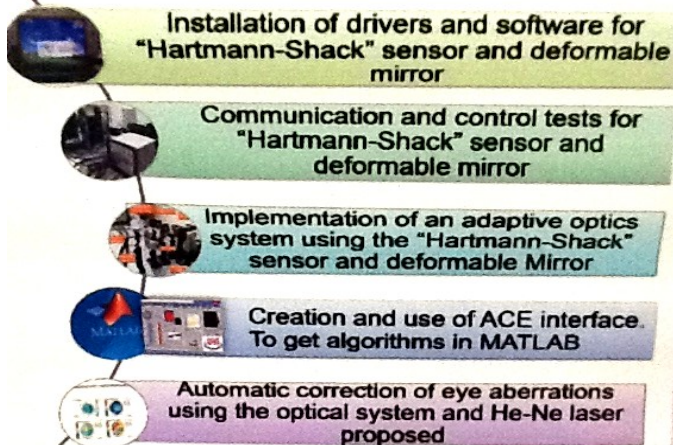 Installation of drivers and software for
“Hartmann-Shack” sensor and deformable
mirror
Communication and control tests for
“Hartmann-Shack” sensor and
deformable mirror
Implementation of an adaptive optics
system using the “Hartmann-Shack”
sensor and deformable Mirror
MATLAB
Creation and use of ACE interface.
To get algorithms in MATLAB
Automatic correction of eye aberrations
using the optical system and He-Ne laser
proposed